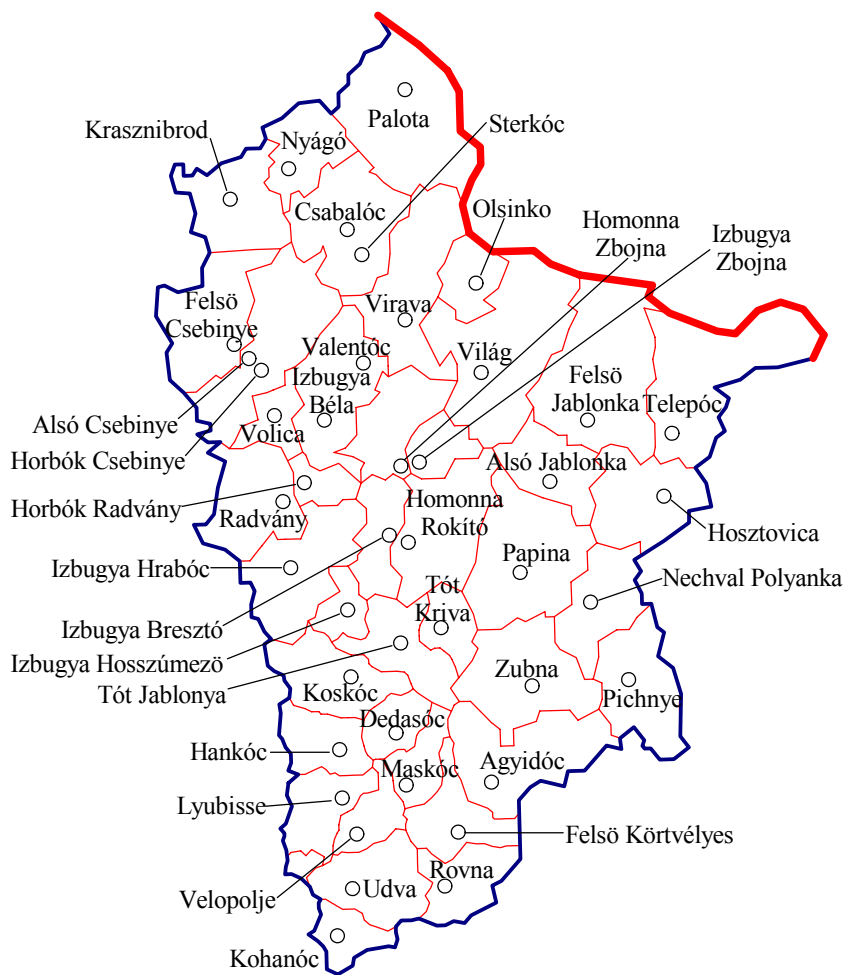 Palota
Sterkóc
Krasznibrod
Nyágó
Csabalóc
Olsinko
Homonna
Zbojna
Izbugya
Zbojna
Felsö
Csebinye
Virava
Valentóc
Világ
Izbugya
Béla
Felsö
Jablonka
Telepóc
Alsó Csebinye
Volica
Horbók Csebinye
Alsó Jablonka
Horbók Radvány
Radvány
Homonna
Rokító
Hosztovica
Izbugya Hrabóc
Papina
Nechval Polyanka
Tót
Kriva
Izbugya Bresztó
Izbugya Hosszúmezö
Tót Jablonya
Koskóc
Zubna
Pichnye
Dedasóc
Hankóc
Maskóc
Agyidóc
Lyubisse
Felsö Körtvélyes
Velopolje
Udva
Rovna
Kohanóc